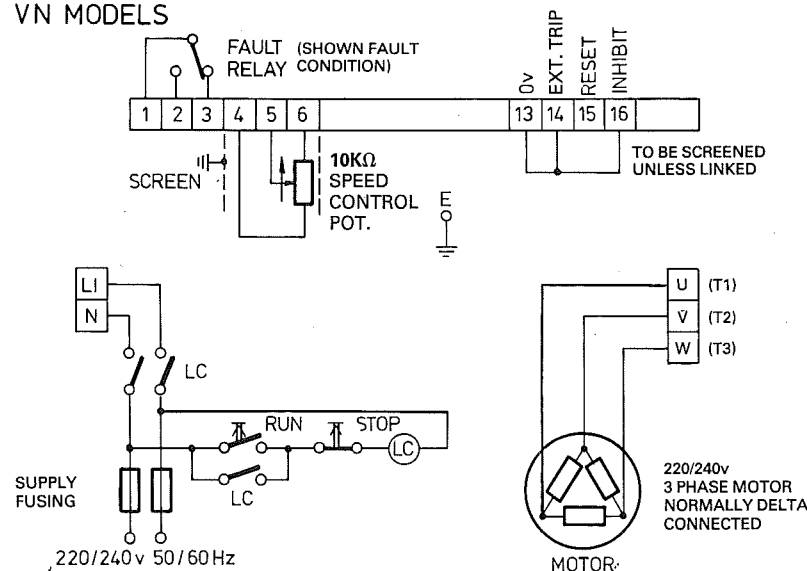 VN MODELS
FAULT RELAY
(SHOWN FAULT CONDITION)
0v
EXT. TRIP
RESET
INHIBIT
1 2 3 4 5 6
13 14 15 16
SCREEN
10KΩ
SPEED
CONTROL
POT.
TO BE SCREENED
UNLESS LINKED
E
LI
N
LC
RUN
STOP
LC
LC
SUPPLY
FUSING
220/240v 50/60Hz
U (T1)
V (T2)
W (T3)
220/240v
3 PHASE MOTOR
NORMALLY DELTA
CONNECTED
MOTOR